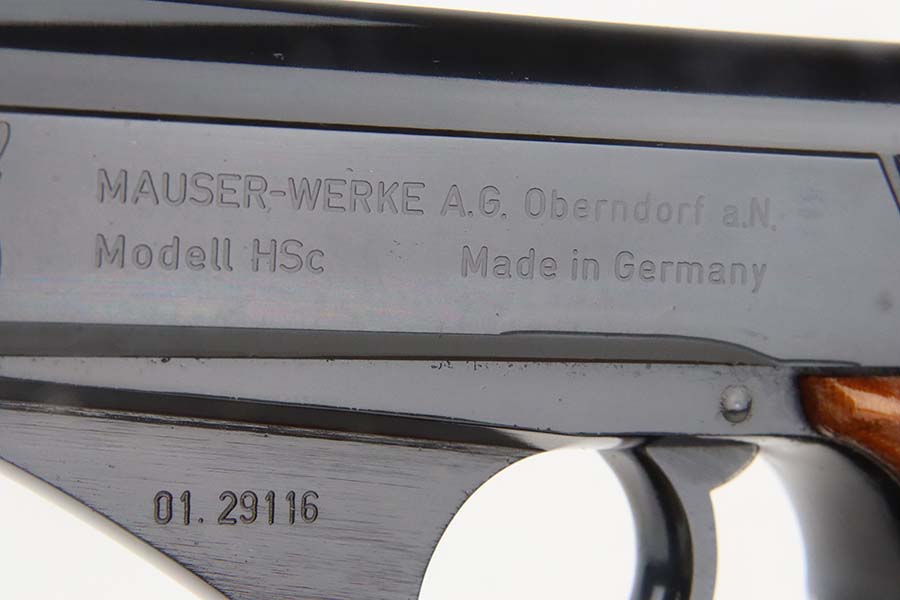 MAUSER-WERKE A.G. Oberndorf a.N.
Modell HSc Made in Germany
01. 29116